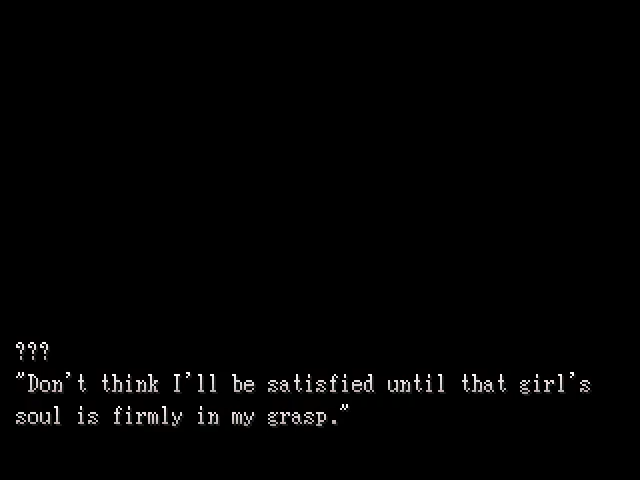 ???
"Don't think I'll be satisfied until that girl's
soul is firmly in my grasp."